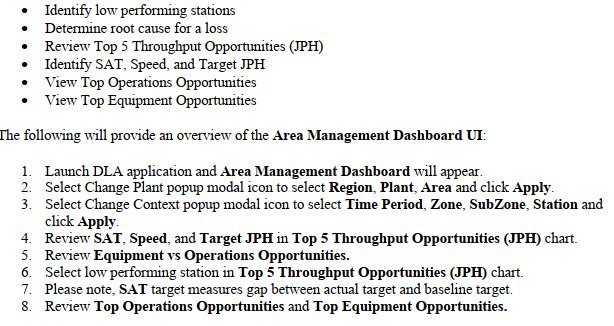 • Identify low performing stations
• Determine root cause for a loss
• Review Top 5 Throughput Opportunities (JPH)
• Identify SAT, Speed, and Target JPH
• View Top Operations Opportunities
• View Top Equipment Opportunities
The following will provide an overview of the Area Management Dashboard UI:
1. Launch DLA application and Area Management Dashboard will appear.
2. Select Change Plant popup modal icon to select Region, Plant, Area and click Apply.
3. Select Change Context popup modal icon to select Time Period, Zone, SubZone, Station and
click Apply.
4. Review SAT, Speed, and Target JPH in Top 5 Throughput Opportunities (JPH) chart.
5. Review Equipment vs Operations Opportunities.
6. Select low performing station in Top 5 Throughput Opportunities (JPH) chart.
7. Please note, SAT target measures gap between actual target and baseline target.
8. Review Top Operations Opportunities and Top Equipment Opportunities.